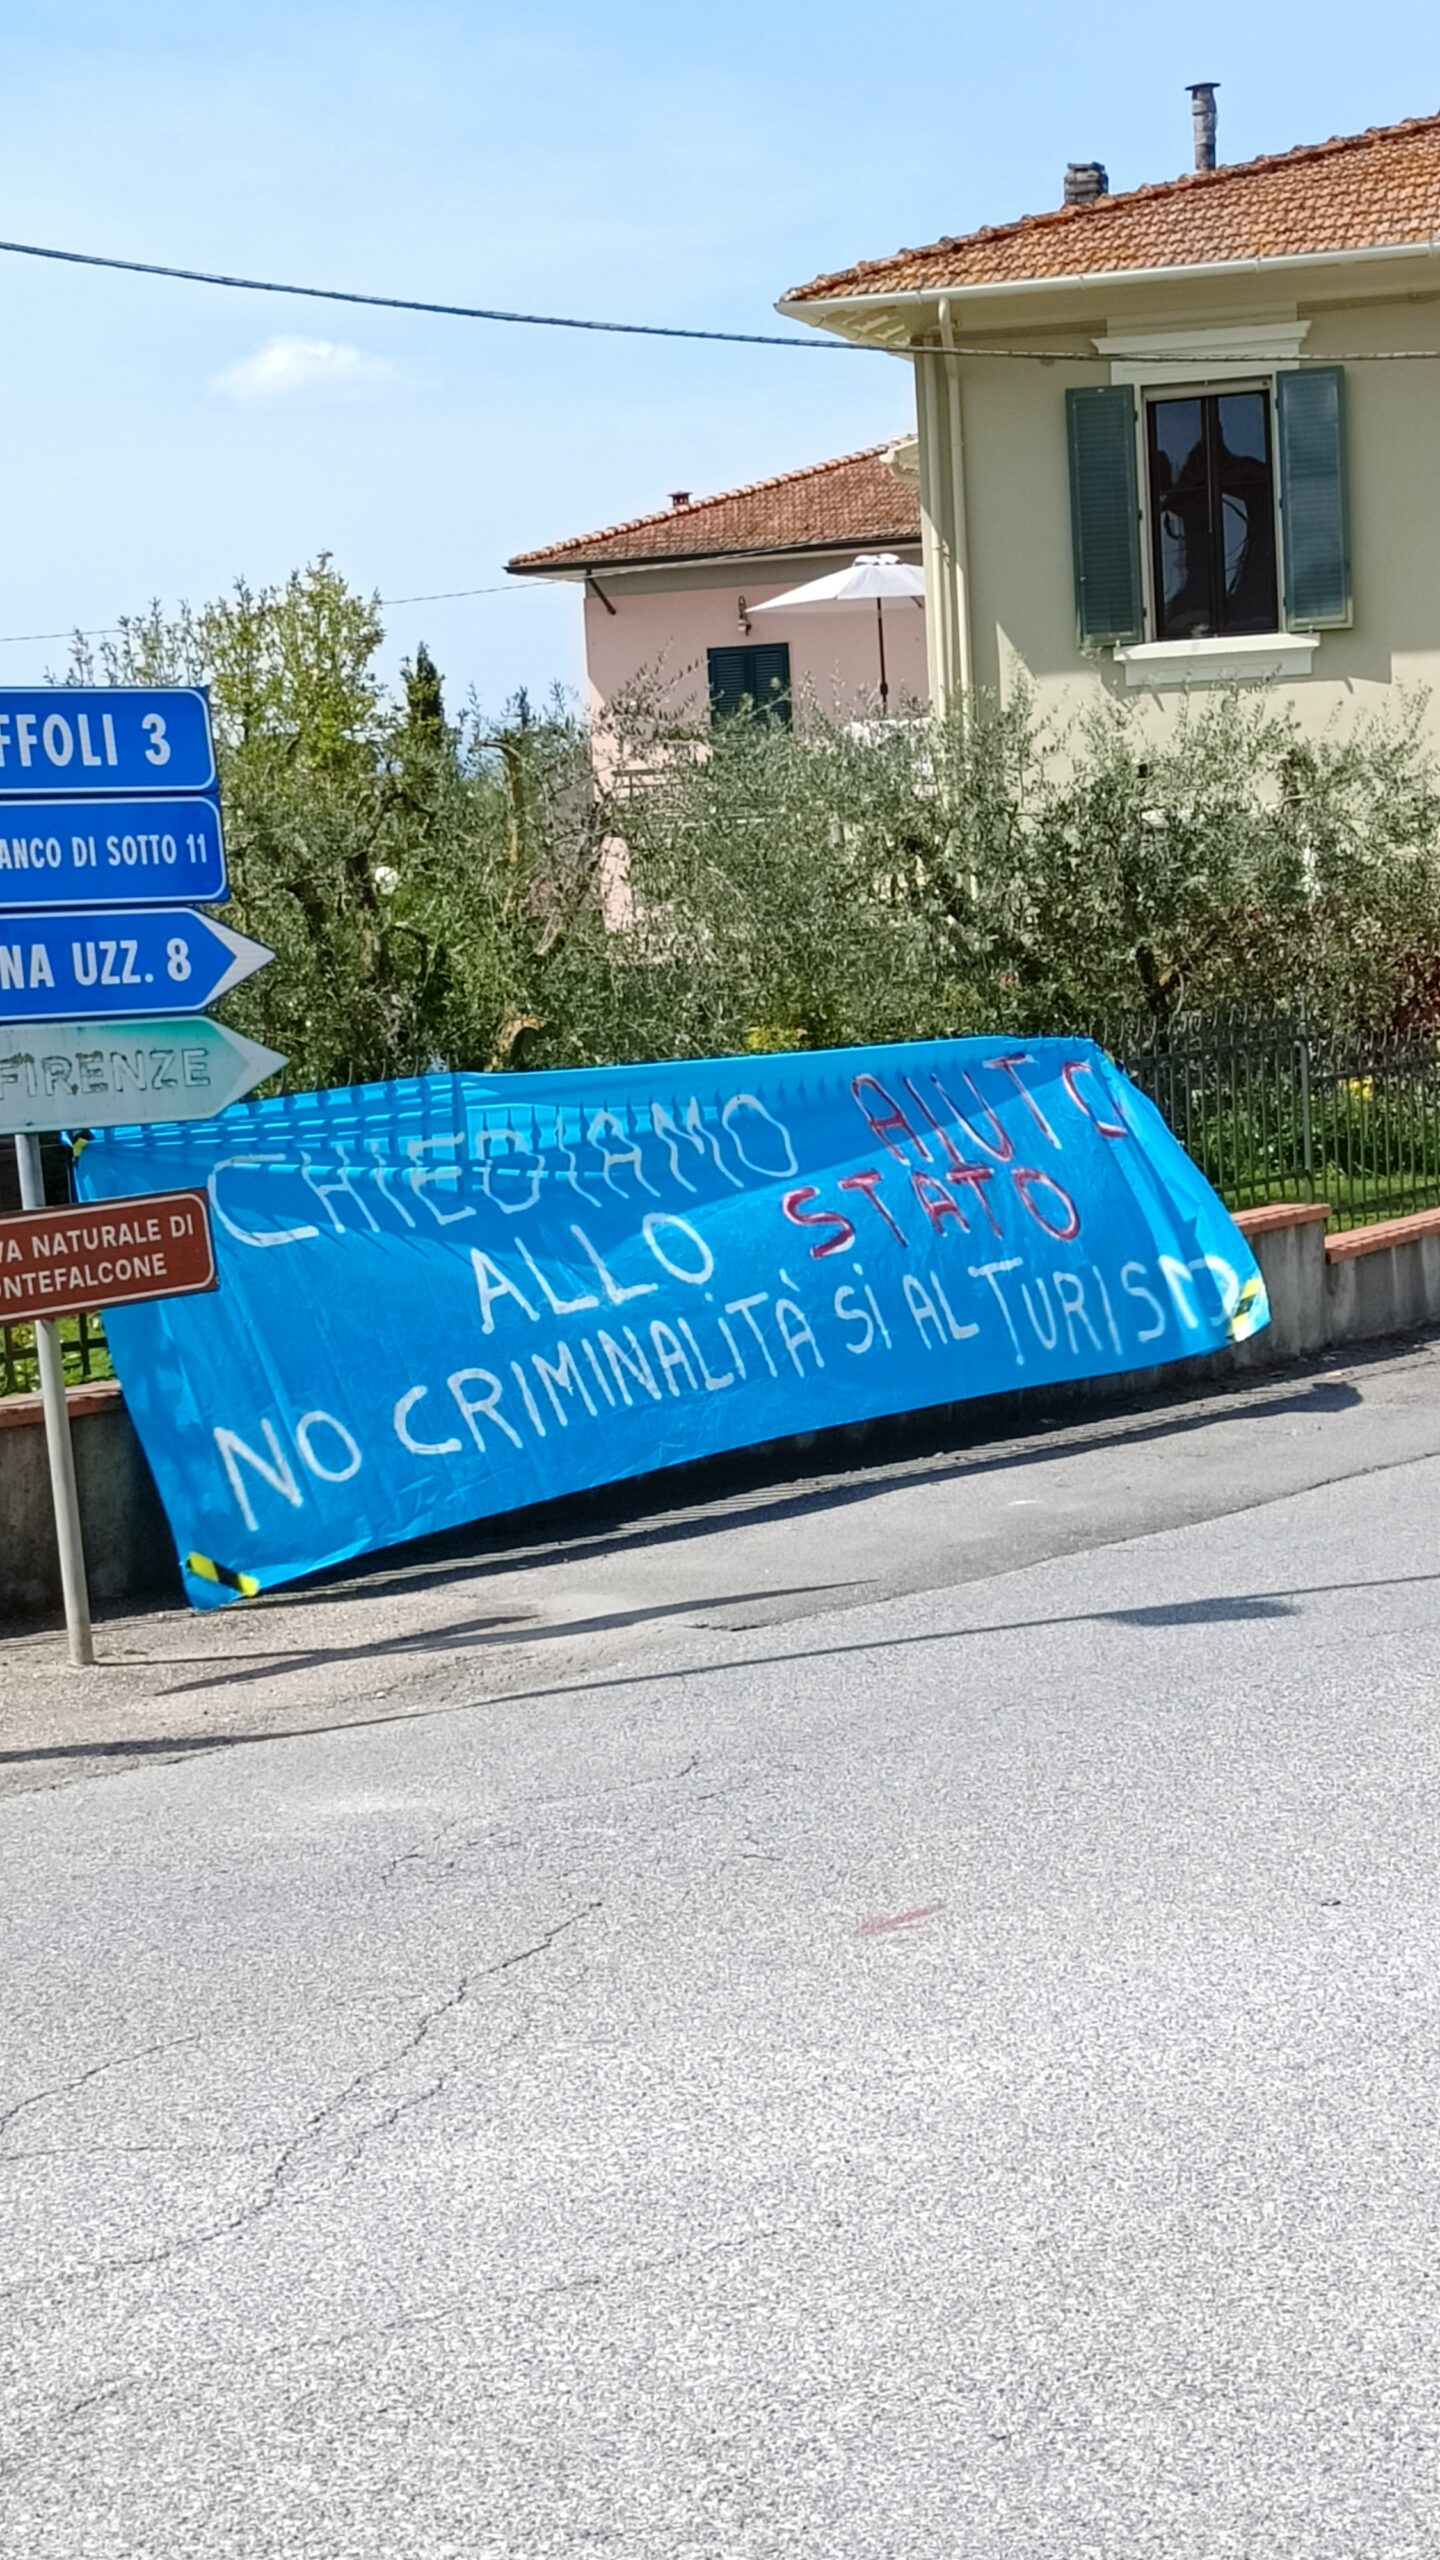 FFOLI 3
ANCO DI SOTTO 11
NA UZZ. 8
FIRENZE
VA NATURALE DI
ONTEFALCONE
CHIEDIAMO AIUTO
ALLO STATO
NO CRIMINALITÀ SÌ AL TURISMO